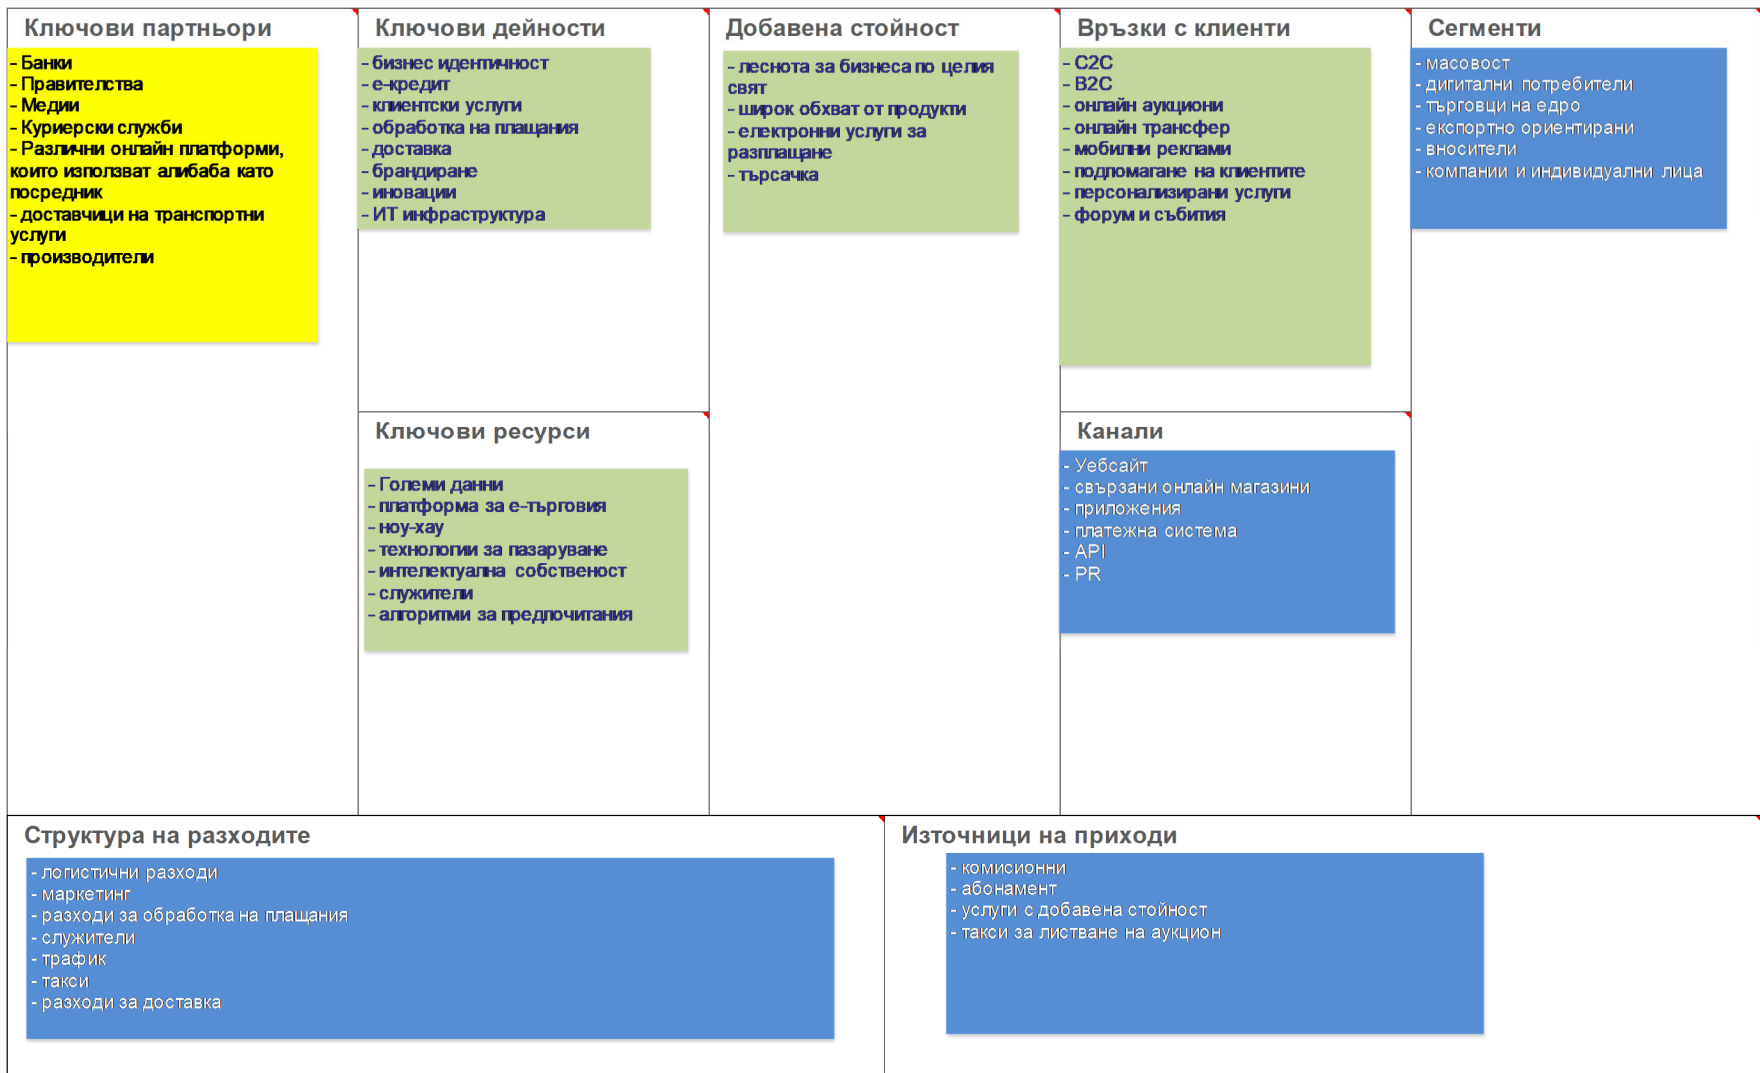 Ключови партньори
- Банки
- Правителства
- Медии
- Куриерски служби
- Различни онлайн платформи,
които използват алибаба като
посредник
- доставчици на транспортни
услуги
- производители
Ключови дейности
- бизнес идентичност
- е-кредит
- клиентски услуги
- обработка на плащания
- доставка
- брандиране
- иновации
- ИТ инфраструктура
Ключови ресурси
- Големи данни
- платформа за е-търговия
- ноу-хау
- технологии за пазаруване
- интелектуална собственост
- служители
- алгоритми за предпочитания
Добавена стойност
- леснота за бизнеса по целия
свят
- широк обхват от продукти
- електронни услуги за
разплащане
- търсачка
Връзки с клиенти
- C2C
- B2C
- онлайн аукциони
- онлайн трансфер
- мобилни реклами
- подпомагане на клиентите
- персонализирани услуги
- форум и събития
Канали
- Уебсайт
- свързани онлайн магазини
- приложения
- платежна система
- API
- PR
Сегменти
- масовост
- дигитални потребители
- търговци на едро
- експортно ориентирани
- вносители
- компании и индивидуални лица
Структура на разходите
- логистични разходи
- маркетинг
- разходи за обработка на плащания
- служители
- трафик
- такси
- разходи за доставка
Източници на приходи
- комисионни
- абонамент
- услуги с добавена стойност
- такси за листване на аукцион